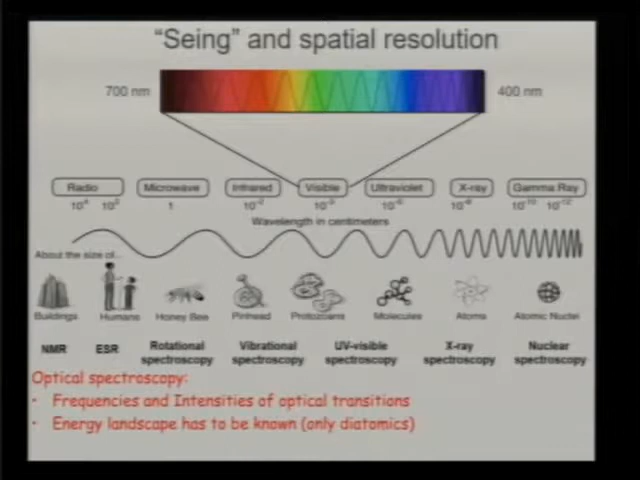 "Seing" and spatial resolution
700 nm 400 nm
Radio Microwave Infrared Visible Ultraviolet X-ray Gamma Ray
10⁴ 10² 1 10⁻² 10⁻⁵ 10⁻⁶ 10⁻⁸ 10⁻¹⁰ 10⁻¹²
Wavelength in centimeters
About the size of...
Buildings Humans Honey Bee Pinhead Protozoans Molecules Atoms Atomic Nuclei
NMR ESR Rotational spectroscopy Vibrational spectroscopy UV-visible spectroscopy X-ray spectroscopy Nuclear spectroscopy
Optical spectroscopy:
• Frequencies and Intensities of optical transitions
• Energy landscape has to be known (only diatomics)